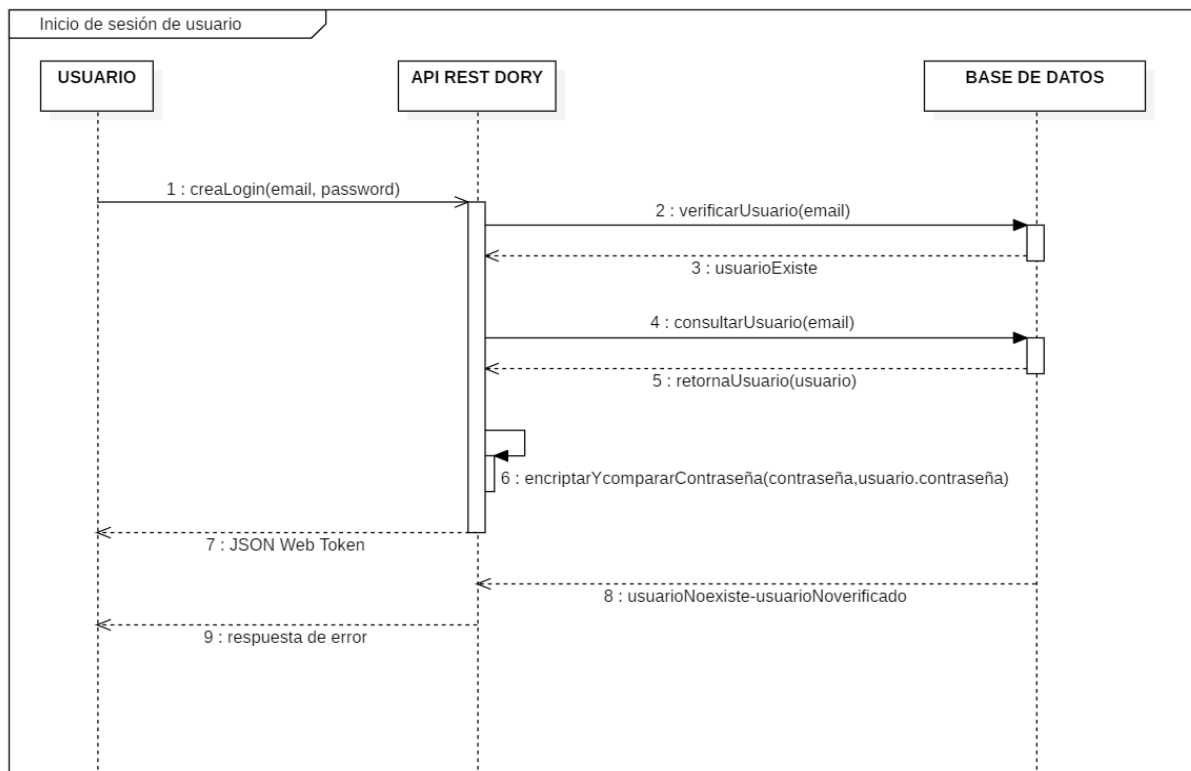 Inicio de sesión de usuario
USUARIO
API REST DORY
BASE DE DATOS
1 : creaLogin(email, password)
2 : verificarUsuario(email)
3 : usuarioExiste
4 : consultarUsuario(email)
5 : retornaUsuario(usuario)
6 : encriptarYcompararContraseña(contraseña,usuario.contraseña)
7 : JSON Web Token
8 : usuarioNoexiste-usuarioNoverificado
9 : respuesta de error